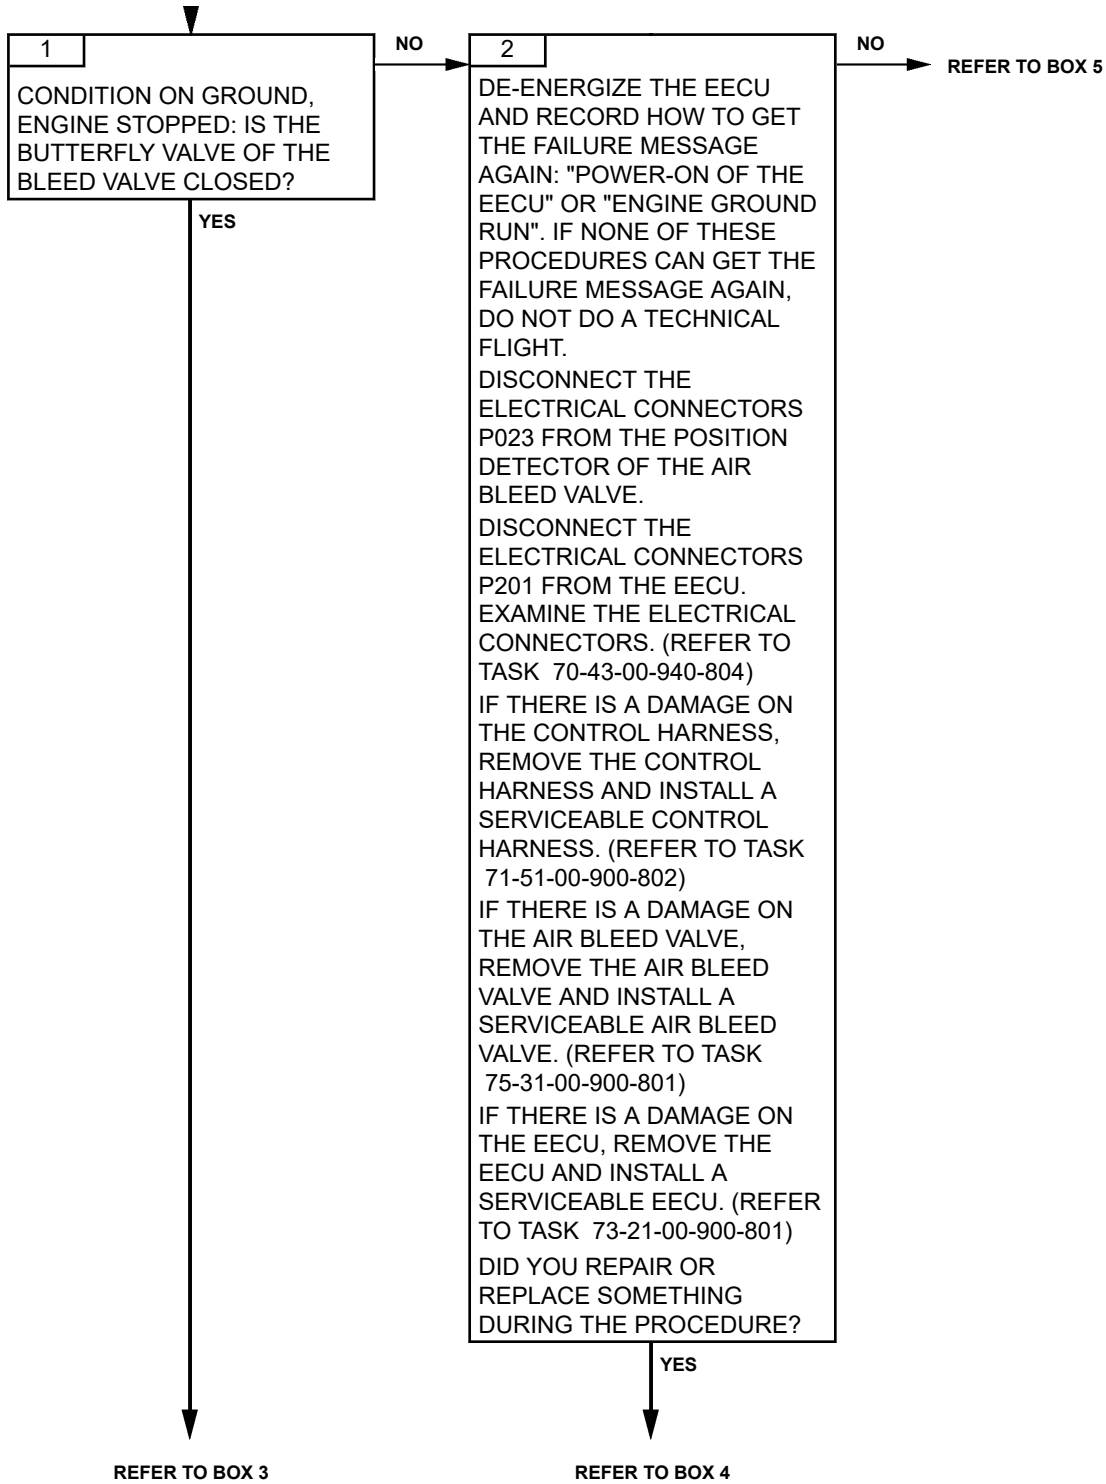 1
CONDITION ON GROUND,
ENGINE STOPPED: IS THE
BUTTERFLY VALVE OF THE
BLEED VALVE CLOSED?
NO
YES
REFER TO BOX 3
2
DE-ENERGIZE THE EECU
AND RECORD HOW TO GET
THE FAILURE MESSAGE
AGAIN: "POWER-ON OF THE
EECU" OR "ENGINE GROUND
RUN". IF NONE OF THESE
PROCEDURES CAN GET THE
FAILURE MESSAGE AGAIN,
DO NOT DO A TECHNICAL
FLIGHT.
DISCONNECT THE
ELECTRICAL CONNECTORS
P023 FROM THE POSITION
DETECTOR OF THE AIR
BLEED VALVE.
DISCONNECT THE
ELECTRICAL CONNECTORS
P201 FROM THE EECU.
EXAMINE THE ELECTRICAL
CONNECTORS. (REFER TO
TASK 70-43-00-940-804)
IF THERE IS A DAMAGE ON
THE CONTROL HARNESS,
REMOVE THE CONTROL
HARNESS AND INSTALL A
SERVICEABLE CONTROL
HARNESS. (REFER TO TASK
71-51-00-900-802)
IF THERE IS A DAMAGE ON
THE AIR BLEED VALVE,
REMOVE THE AIR BLEED
VALVE AND INSTALL A
SERVICEABLE AIR BLEED
VALVE. (REFER TO TASK
75-31-00-900-801)
IF THERE IS A DAMAGE ON
THE EECU, REMOVE THE
EECU AND INSTALL A
SERVICEABLE EECU. (REFER
TO TASK 73-21-00-900-801)
DID YOU REPAIR OR
REPLACE SOMETHING
DURING THE PROCEDURE?
NO
REFER TO BOX 5
YES
REFER TO BOX 4